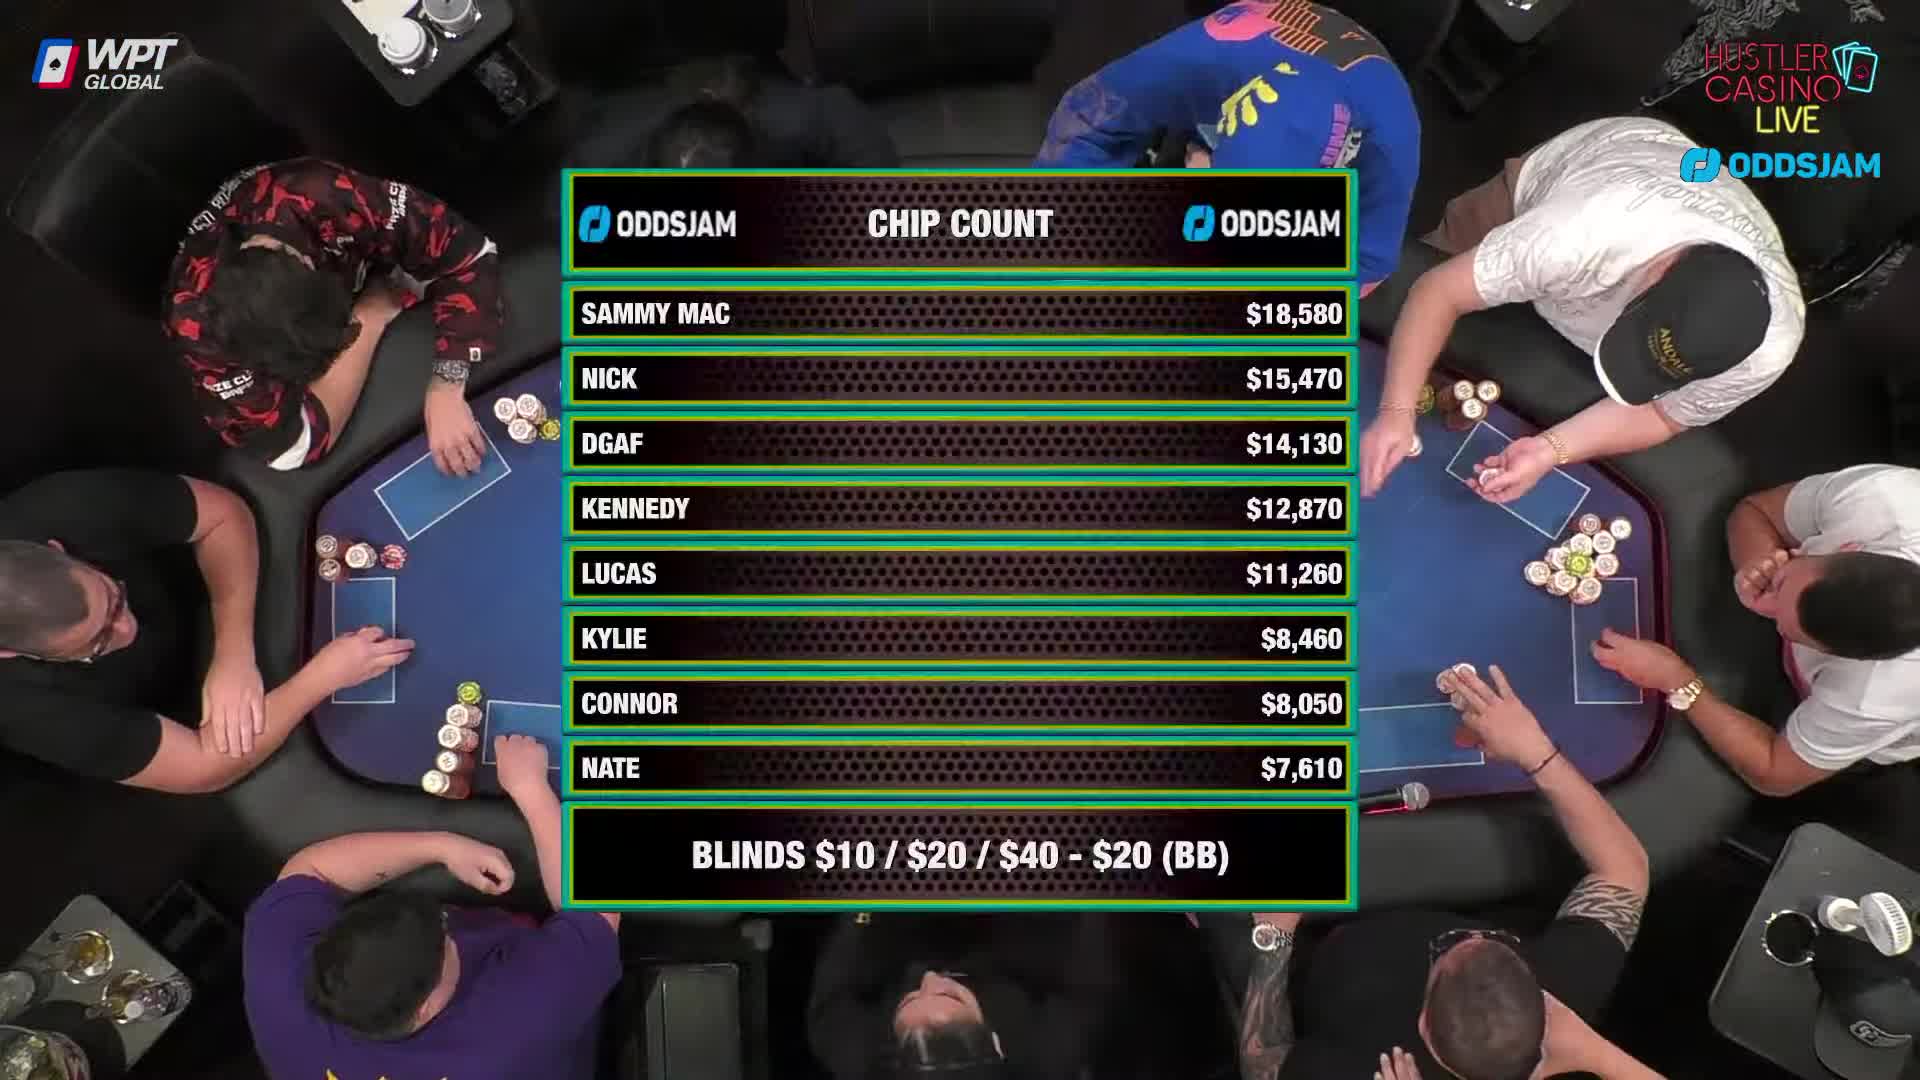 WPT
GLOBAL
HUSTLER
CASINO
LIVE
ODDSJAM
ODDSJAM CHIP COUNT ODDSJAM
SAMMY MAC $18,580
NICK $15,470
DGAF $14,130
KENNEDY $12,870
LUCAS $11,260
KYLIE $8,460
CONNOR $8,050
NATE $7,610
BLINDS $10 / $20 / $40 - $20 (BB)
ANDALE